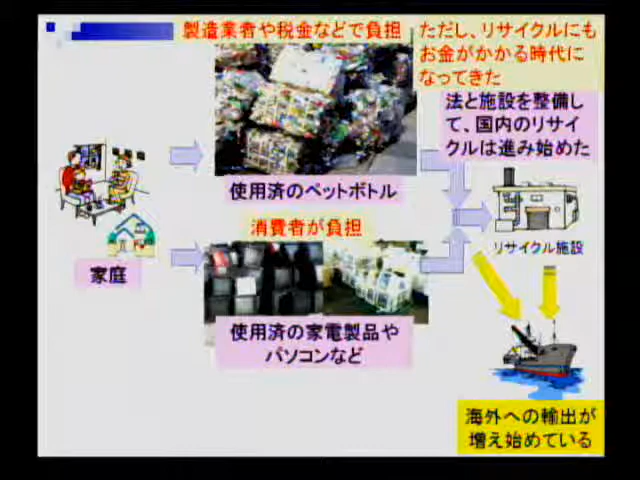 製造業者や税金などで負担
ただし、リサイクルにも
お金がかかる時代に
なってきた
法と施設を整備し
て、国内のリサイ
クルは進み始めた
使用済のペットボトル
消費者が負担
リサイクル施設
家庭
使用済の家電製品や
パソコンなど
海外への輸出が
増え始めている